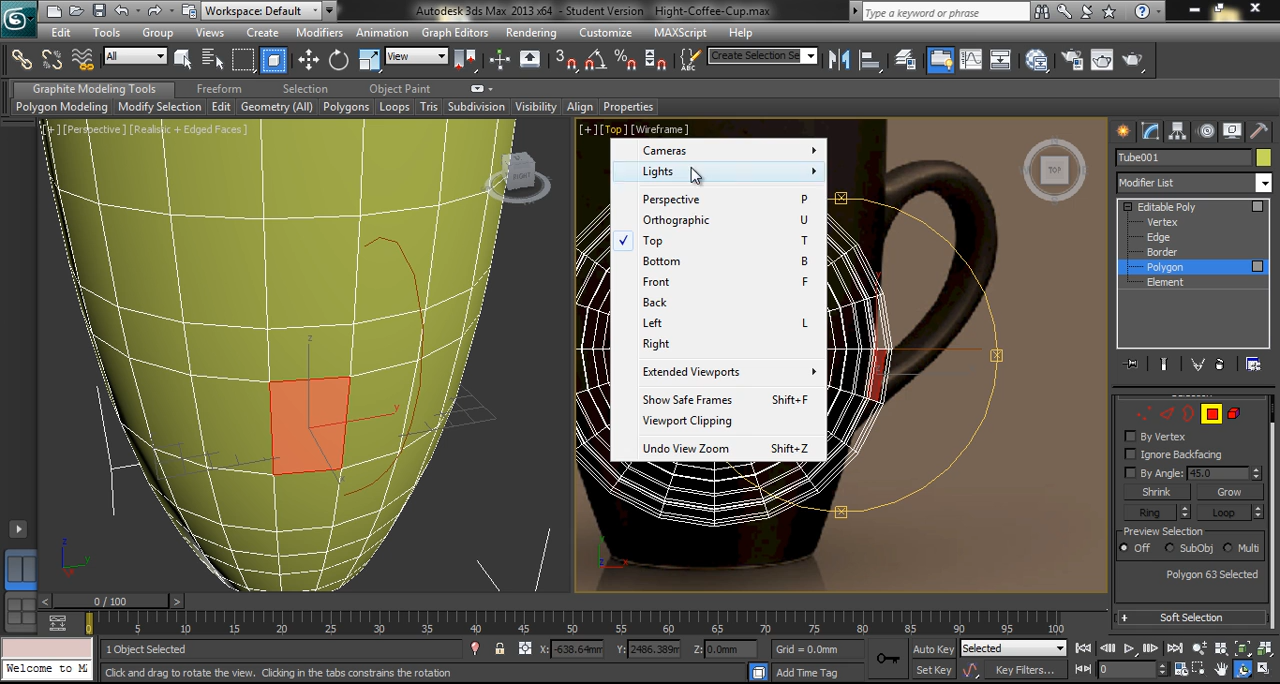 Workspace: Default
Autodesk 3ds Max 2013 x64 - Student Version Hight-Coffee-Cup.max
Type a keyword or phrase
Edit Tools Group Views Create Modifiers Animation Graph Editors Rendering Customize MAXScript Help
All
View
3
Create Selection Se
Graphite Modeling Tools Freeform Selection Object Paint
Polygon Modeling Modify Selection Edit Geometry (All) Polygons Loops Tris Subdivision Visibility Align Properties
[+] [Perspective] [Realistic + Edged Faces]
[+] [Top] [Wireframe]
Cameras
Lights
Perspective P
Orthographic U
Top T
Bottom B
Front F
Back
Left L
Right
Extended Viewports
Show Safe Frames Shift+F
Viewport Clipping
Undo View Zoom Shift+Z
RIGHT
TOP
z
y
z
y
Tube001
Modifier List
Editable Poly
Vertex
Edge
Border
Polygon
Element
By Vertex
Ignore Backfacing
By Angle: 45.0
Shrink Grow
Ring Loop
Preview Selection
Off SubObj Multi
Polygon 63 Selected
+ Soft Selection
< 0 / 100 >
0 5 10 15 20 25 30 35 40 45 50 55 60 65 70 75 80 85 90 95 100
1 Object Selected
X: -638.64mm Y: 2486.389m Z: 0.0mm Grid = 0.0mm
Auto Key Selected
Welcome to M
Click and drag to rotate the view. Clicking in the tabs constrains the rotation
Add Time Tag
Set Key Key Filters... 0